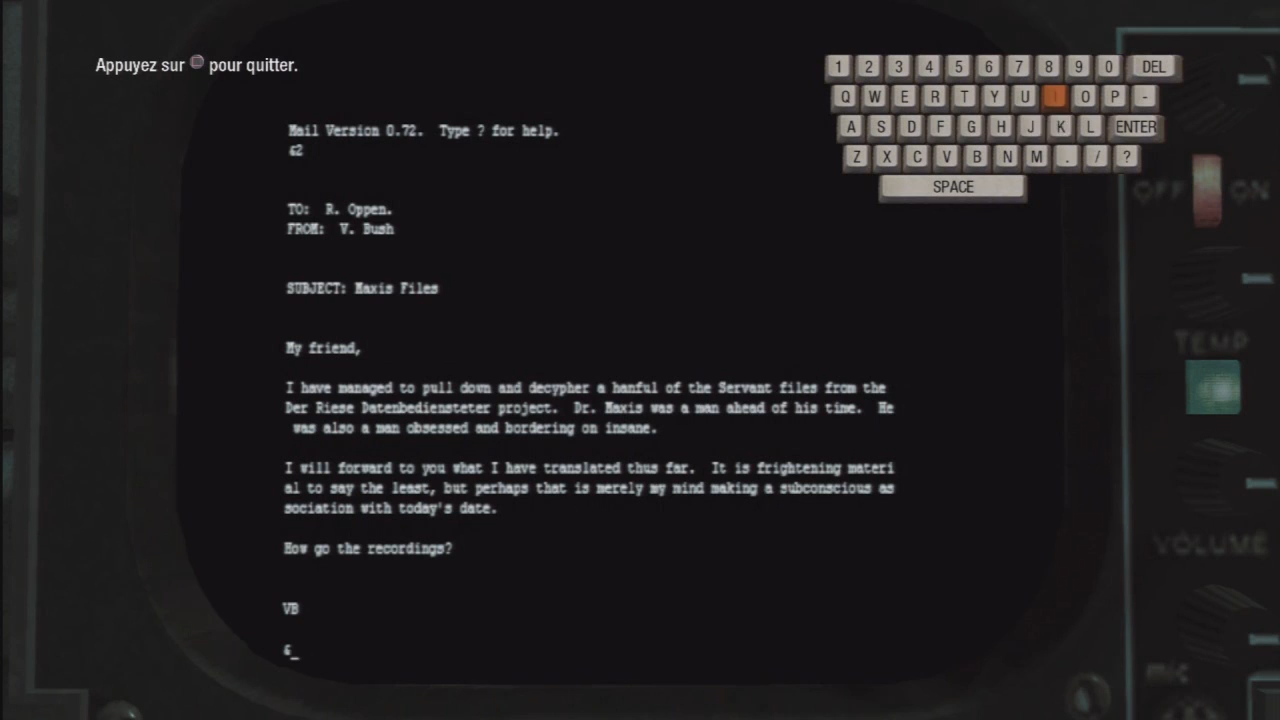 Appuyez sur pour quitter.
1 2 3 4 5 6 7 8 9 0 DEL
Q W E R T Y U I O P -
A S D F G H J K L ENTER
Z X C V B N M . / ?
SPACE
Mail Version 0.72. Type ? for help.
&2
TO: R. Oppen.
FROM: V. Bush
SUBJECT: Maxis Files
My friend,
I have managed to pull down and decypher a hanful of the Servant files from the
Der Riese Datenbediensteter project. Dr. Maxis was a man ahead of his time. He
was also a man obsessed and bordering on insane.
I will forward to you what I have translated thus far. It is frightening materi
al to say the least, but perhaps that is merely my mind making a subconscious as
sociation with today's date.
How go the recordings?
VB
&_
OFF ON
TEMP
VOLUME
mic